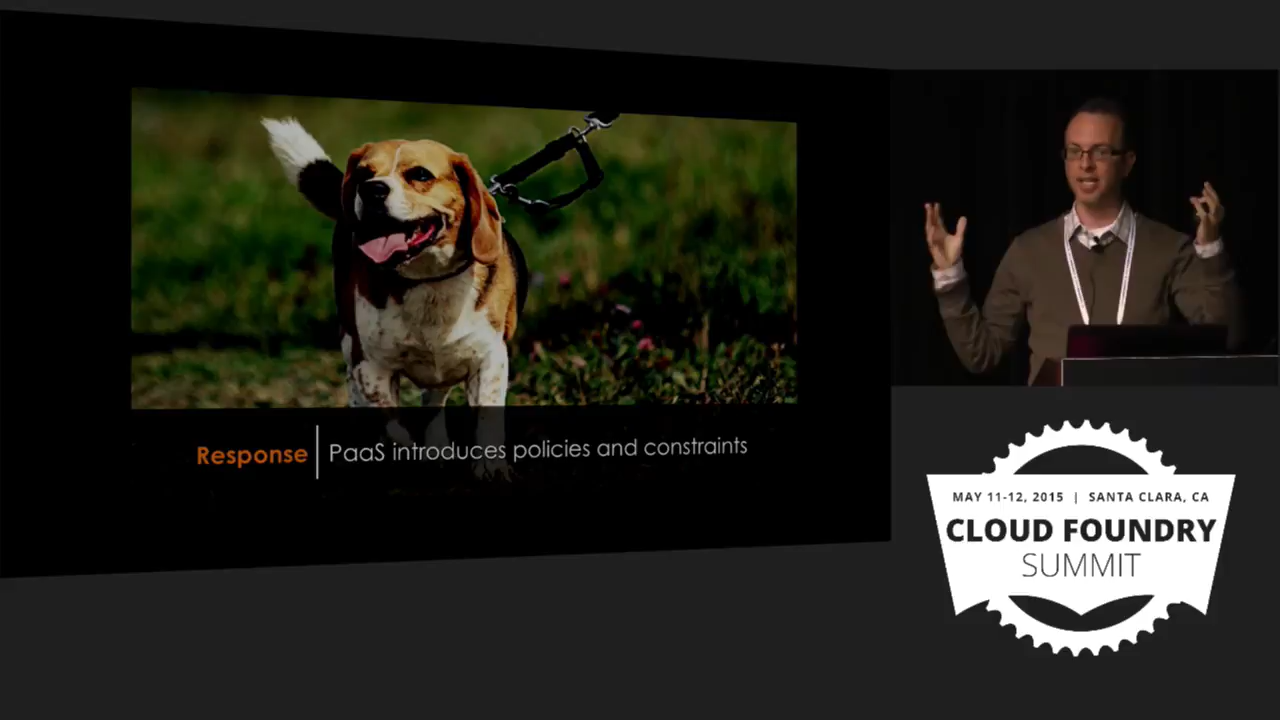 Response | PaaS introduces policies and constraints
MAY 11-12, 2015 | SANTA CLARA, CA
CLOUD FOUNDRY
SUMMIT